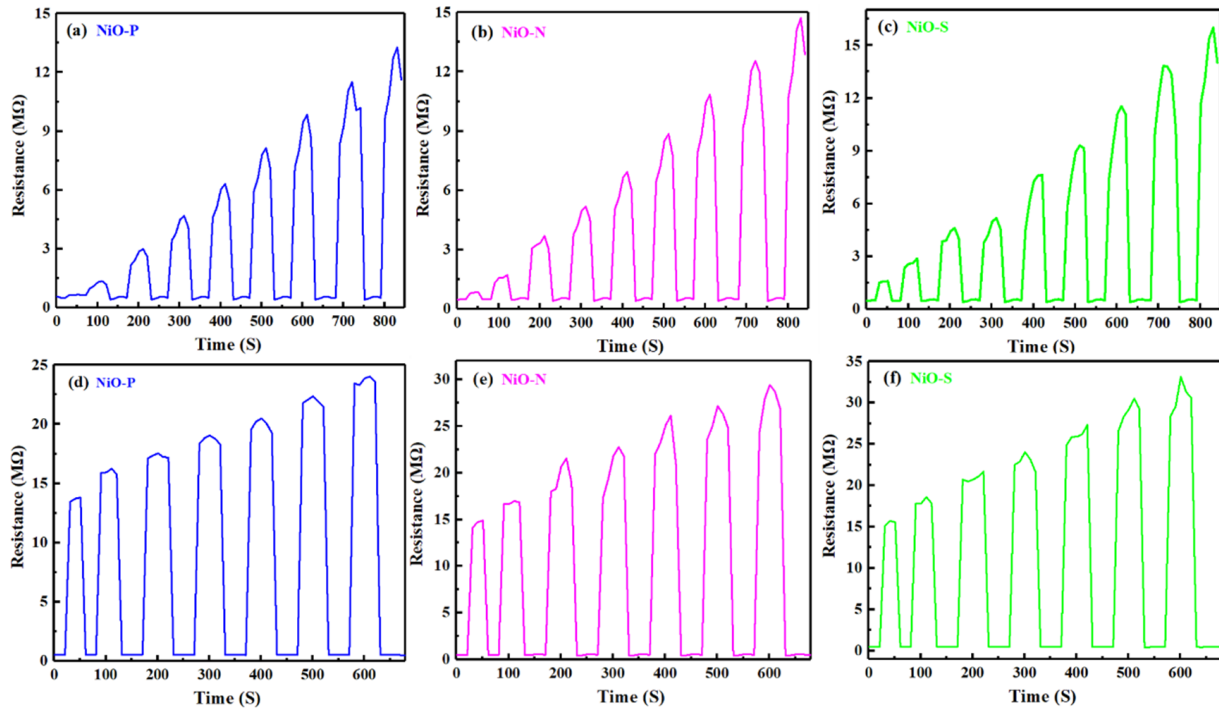 (a) NiO-P
15
12
9
6
3
0
Resistance (MΩ)
0 100 200 300 400 500 600 700 800
Time (S)
(b) NiO-N
15
12
9
6
3
0
Resistance (MΩ)
0 100 200 300 400 500 600 700 800
Time (S)
(c) NiO-S
15
12
9
6
3
0
Resistance (MΩ)
0 100 200 300 400 500 600 700 800
Time (S)
(d) NiO-P
25
20
15
10
5
0
Resistance (MΩ)
0 100 200 300 400 500 600
Time (S)
(e) NiO-N
30
25
20
15
10
5
0
Resistance (MΩ)
0 100 200 300 400 500 600
Time (S)
(f) NiO-S
35
30
25
20
15
10
5
0
Resistance (MΩ)
0 100 200 300 400 500 600
Time (S)